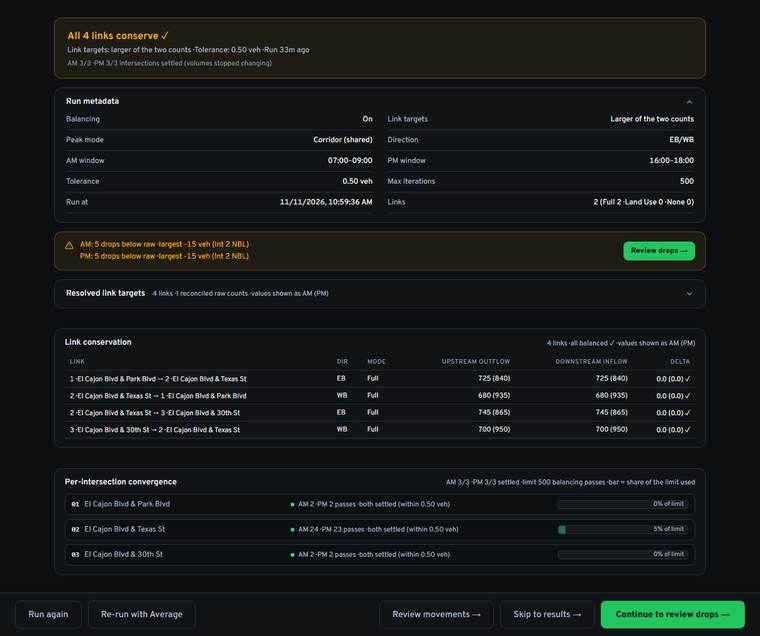 All 4 links conserve ✓
Link targets: larger of the two counts ·Tolerance: 0.50 veh ·Run 33m ago
AM 3/3 ·PM 3/3 intersections settled (volumes stopped changing)
Run metadata
Balancing On Link targets Larger of the two counts
Peak mode Corridor (shared) Direction EB/WB
AM window 07:00–09:00 PM window 16:00–18:00
Tolerance 0.50 veh Max iterations 500
Run at 11/11/2026, 10:59:36 AM Links 2 (Full 2 ·Land Use 0 ·None 0)
AM: 5 drops below raw ·largest -15 veh (Int 2 NBL)
PM: 5 drops below raw ·largest -15 veh (Int 2 NBL)
Review drops →
Resolved link targets 4 links ·1 reconciled raw counts ·values shown as AM (PM)
Link conservation 4 links ·all balanced ✓ ·values shown as AM (PM)
LINK DIR MODE UPSTREAM OUTFLOW DOWNSTREAM INFLOW DELTA
1 ·El Cajon Blvd & Park Blvd → 2 ·El Cajon Blvd & Texas St EB Full 725 (840) 725 (840) 0.0 (0.0) ✓
2 ·El Cajon Blvd & Texas St → 1 ·El Cajon Blvd & Park Blvd WB Full 680 (935) 680 (935) 0.0 (0.0) ✓
2 ·El Cajon Blvd & Texas St → 3 ·El Cajon Blvd & 30th St EB Full 745 (865) 745 (865) 0.0 (0.0) ✓
3 ·El Cajon Blvd & 30th St → 2 ·El Cajon Blvd & Texas St WB Full 700 (950) 700 (950) 0.0 (0.0) ✓
Per-intersection convergence AM 3/3 ·PM 3/3 settled ·limit 500 balancing passes ·bar = share of the limit used
01 El Cajon Blvd & Park Blvd AM 2 ·PM 2 passes ·both settled (within 0.50 veh) 0% of limit
02 El Cajon Blvd & Texas St AM 24 ·PM 23 passes ·both settled (within 0.50 veh) 5% of limit
03 El Cajon Blvd & 30th St AM 2 ·PM 2 passes ·both settled (within 0.50 veh) 0% of limit
Run again Re-run with Average Review movements → Skip to results → Continue to review drops →